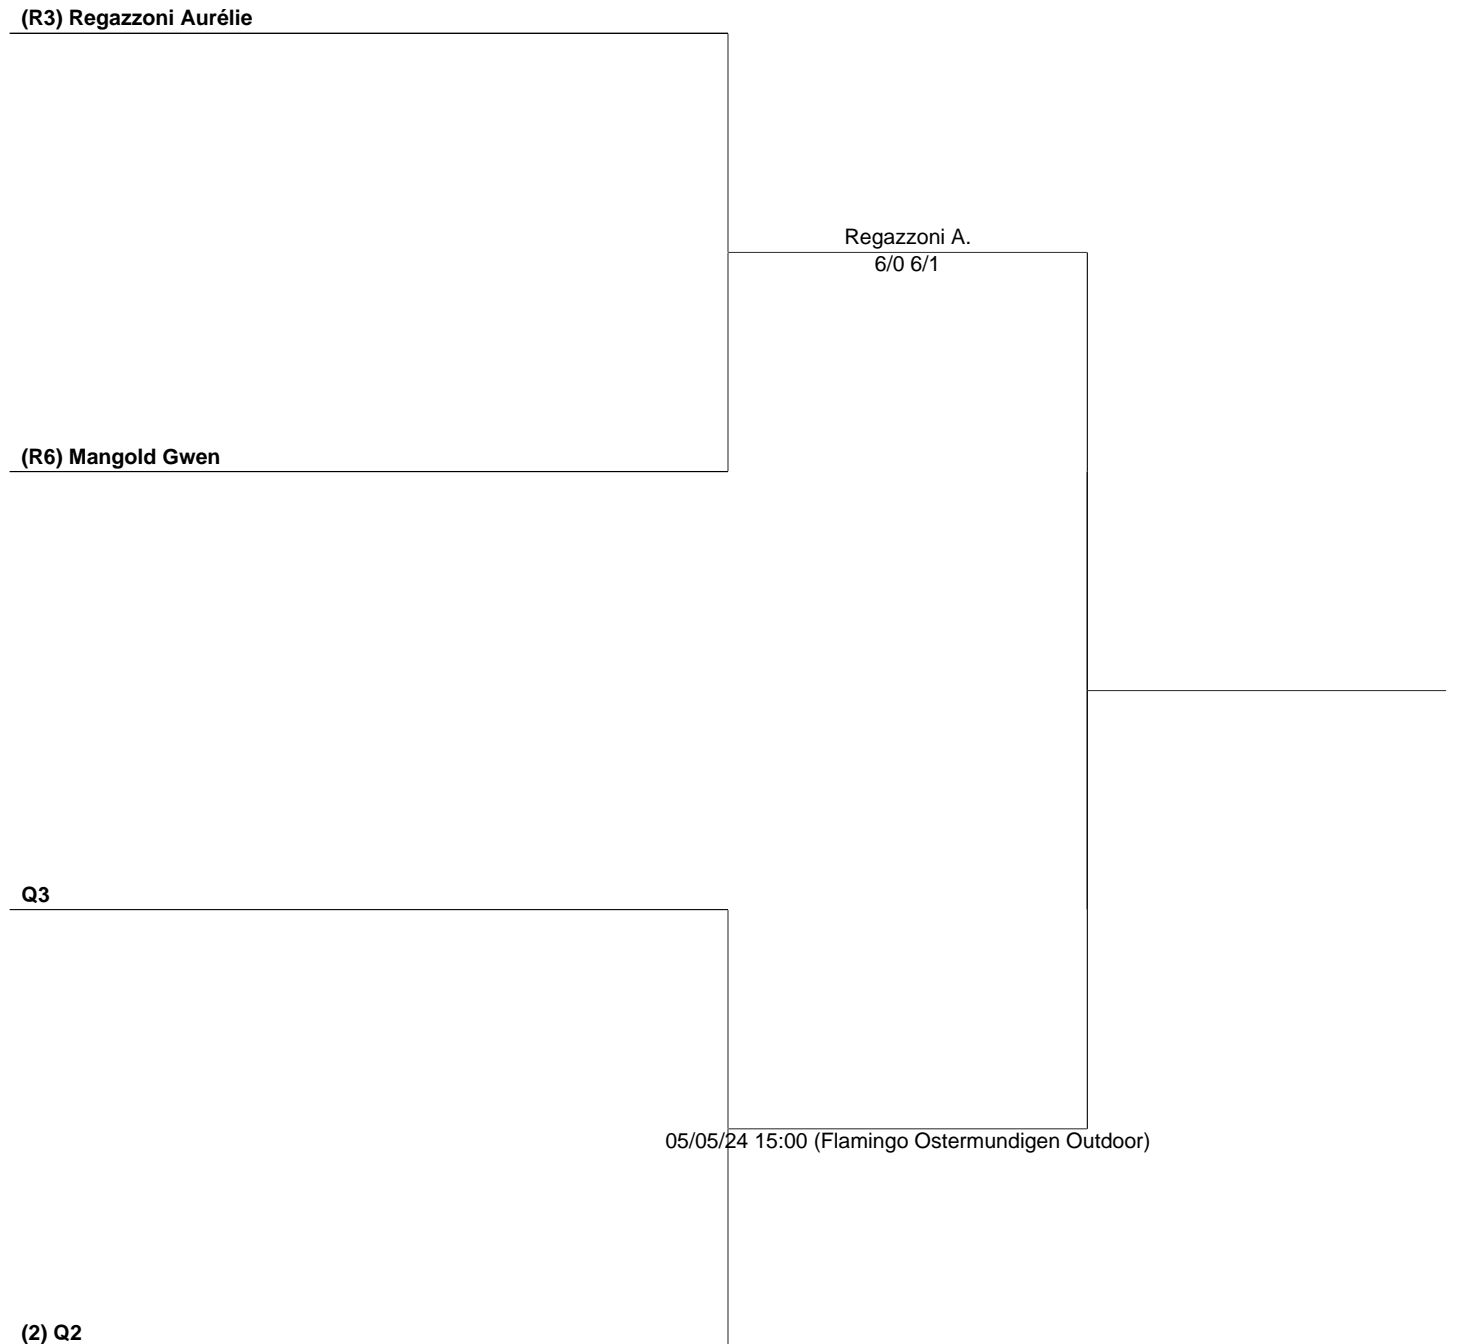 (R3) Regazzoni Aurélie
Regazzoni A.
6/0 6/1
(R6) Mangold Gwen
Q3
05/05/24 15:00 (Flamingo Ostermundigen Outdoor)
(2) Q2